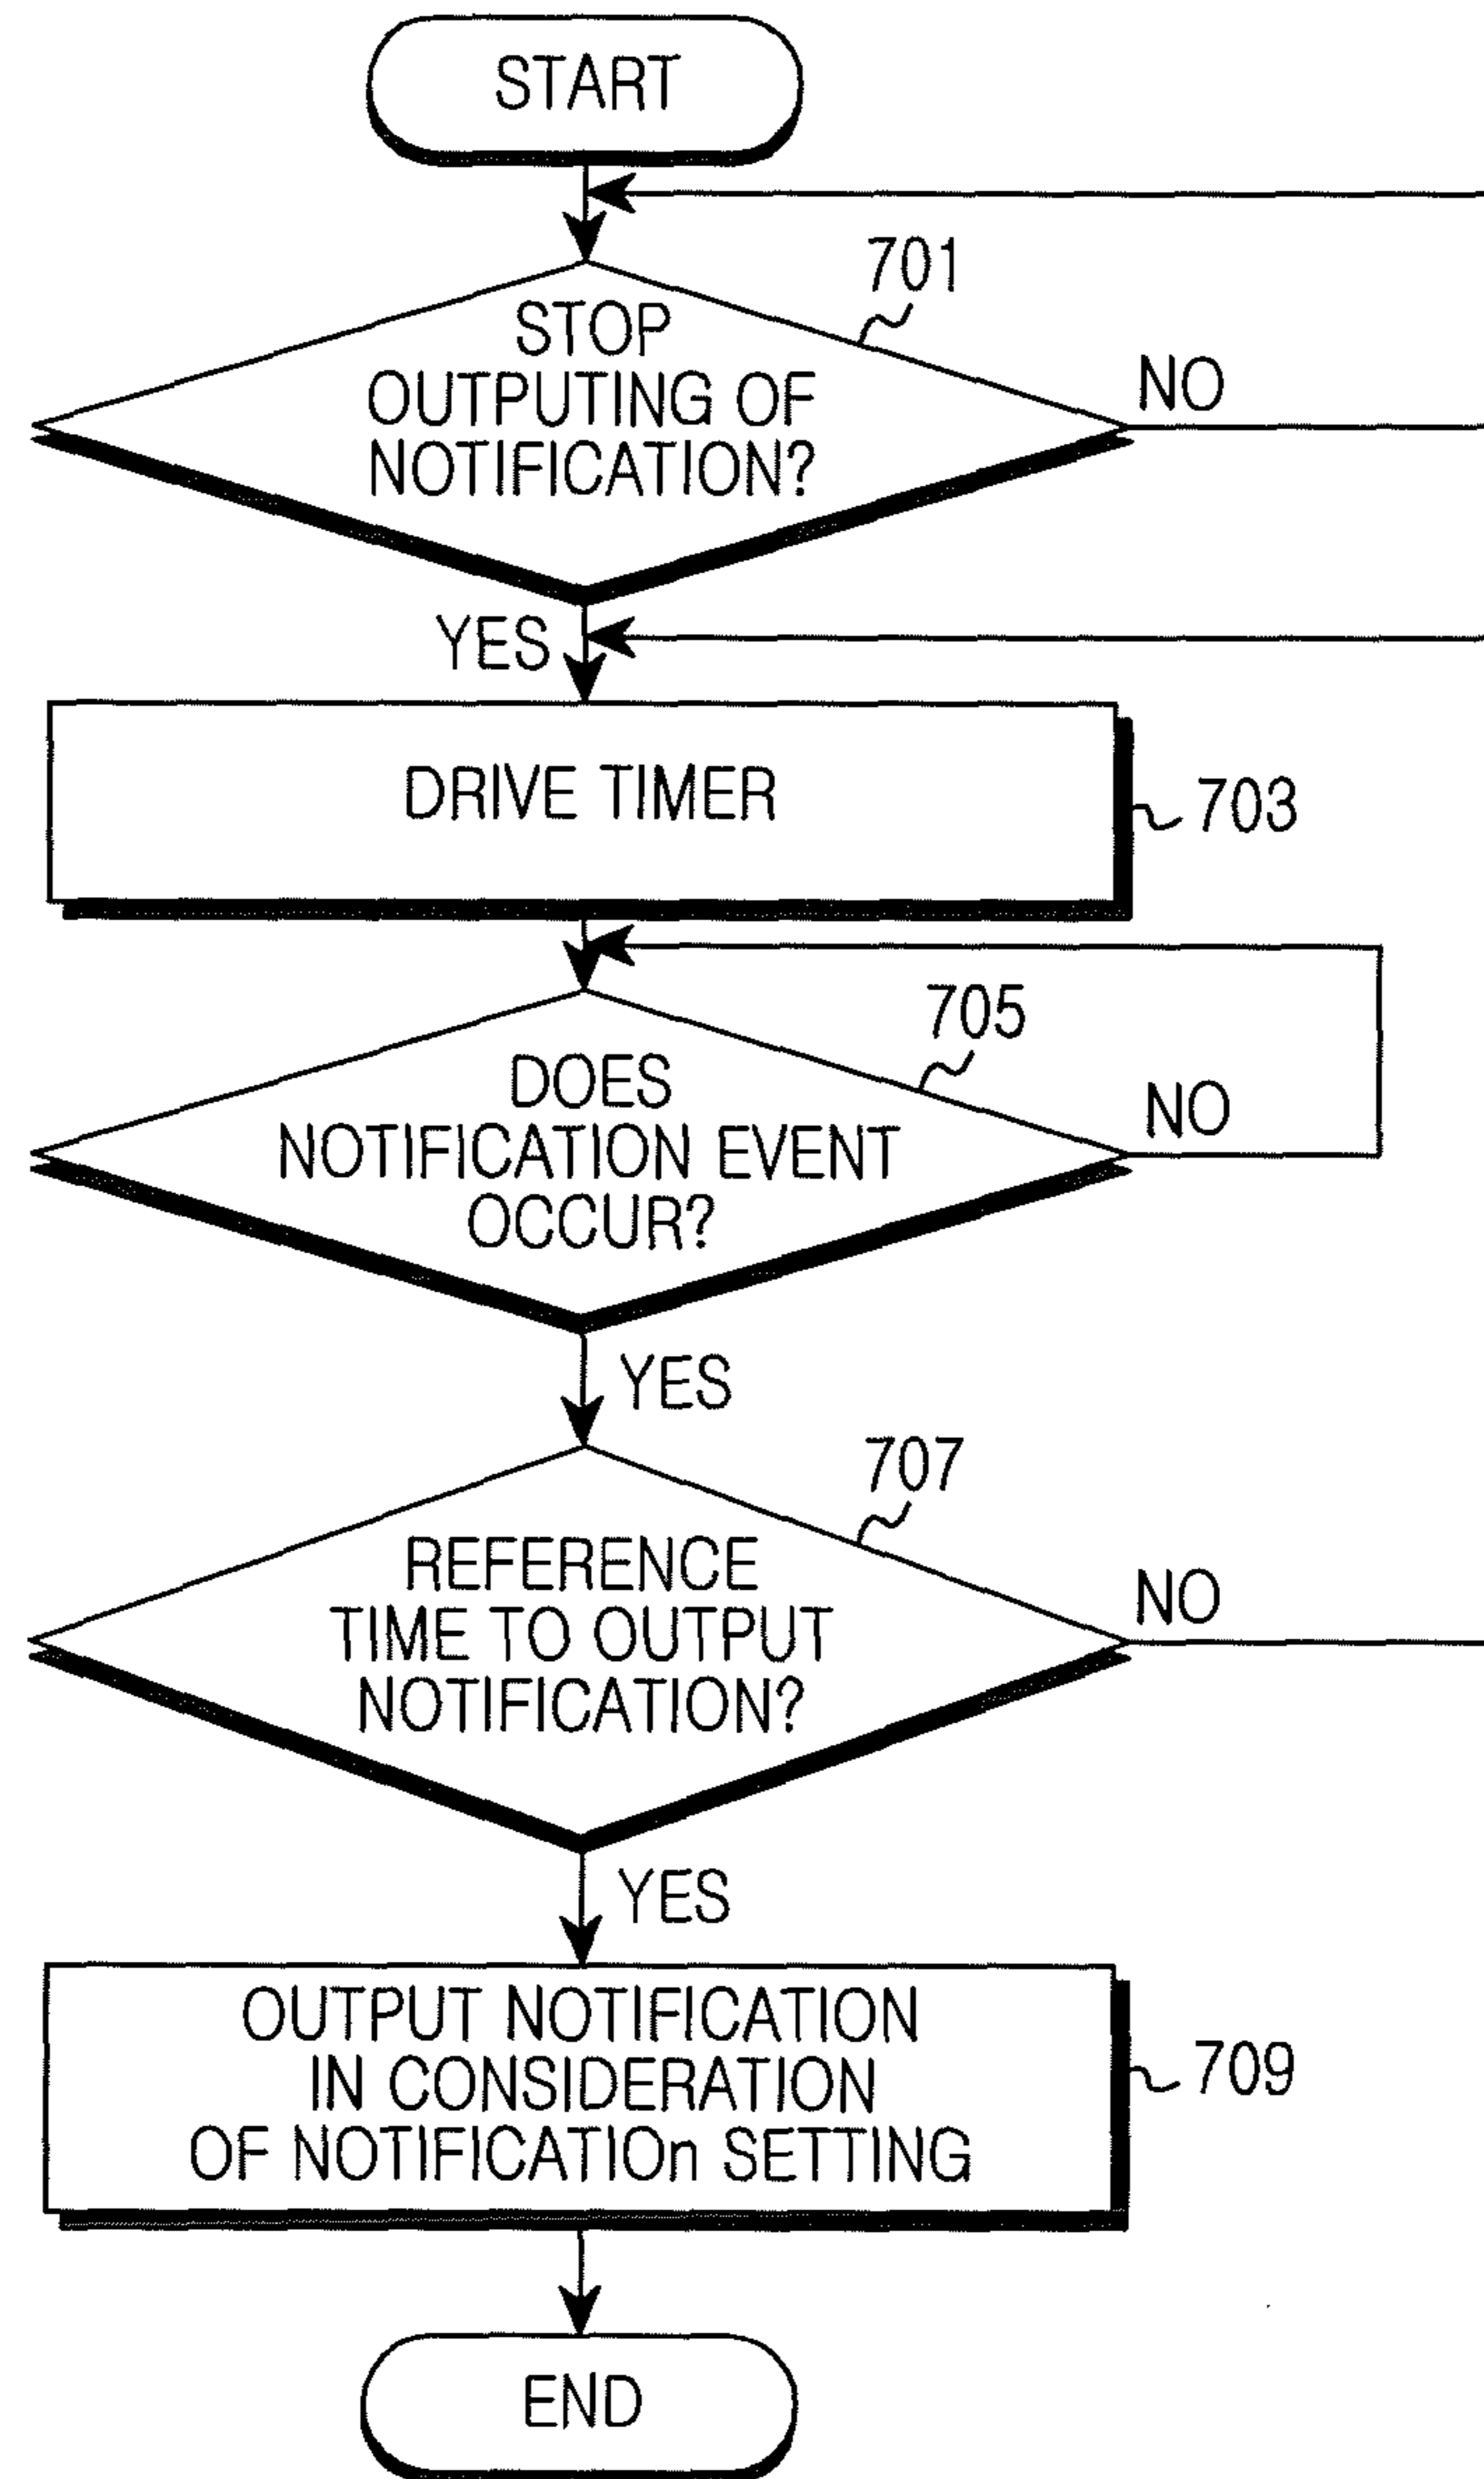 START
701
STOP
OUTPUTING OF
NOTIFICATION?
NO
YES
DRIVE TIMER
703
705
DOES
NOTIFICATION EVENT
OCCUR?
NO
YES
707
REFERENCE
TIME TO OUTPUT
NOTIFICATION?
NO
YES
OUTPUT NOTIFICATION
IN CONSIDERATION
OF NOTIFICATIOn SETTING
709
END